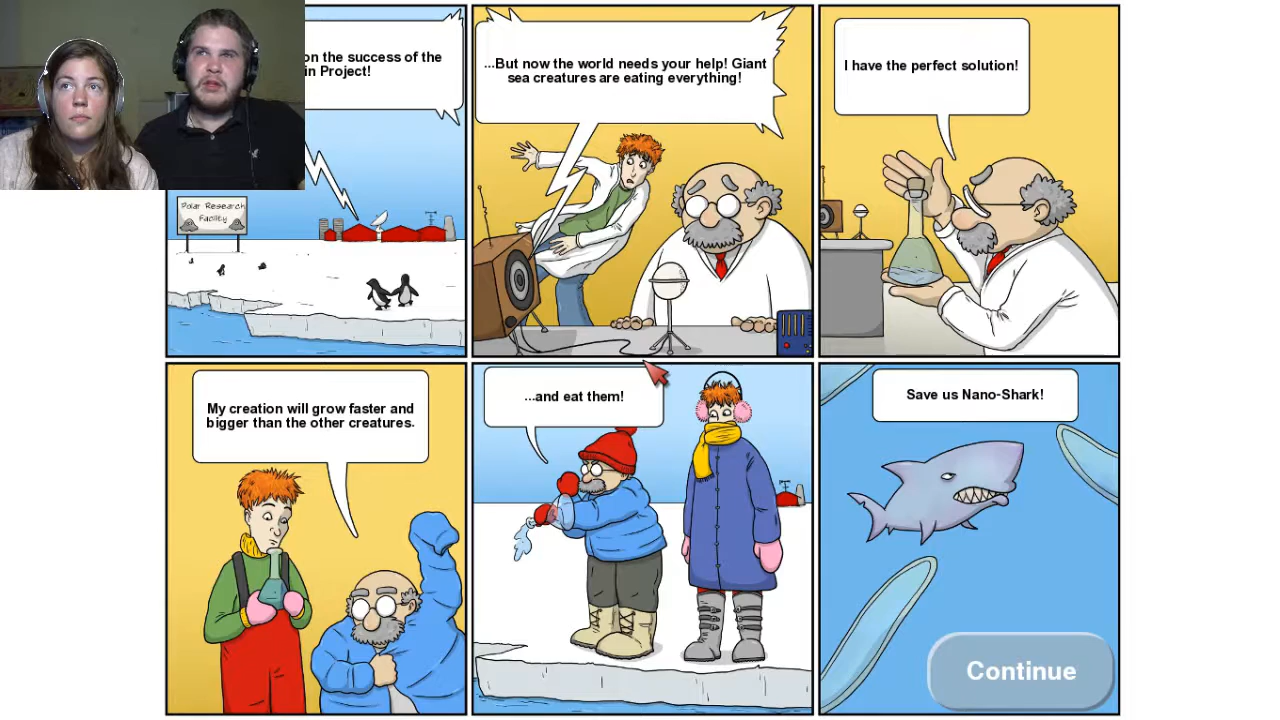 on the success of the
in Project!
...But now the world needs your help! Giant
sea creatures are eating everything!
I have the perfect solution!
Polar Research
Facility
My creation will grow faster and
bigger than the other creatures.
...and eat them!
Save us Nano-Shark!
Continue